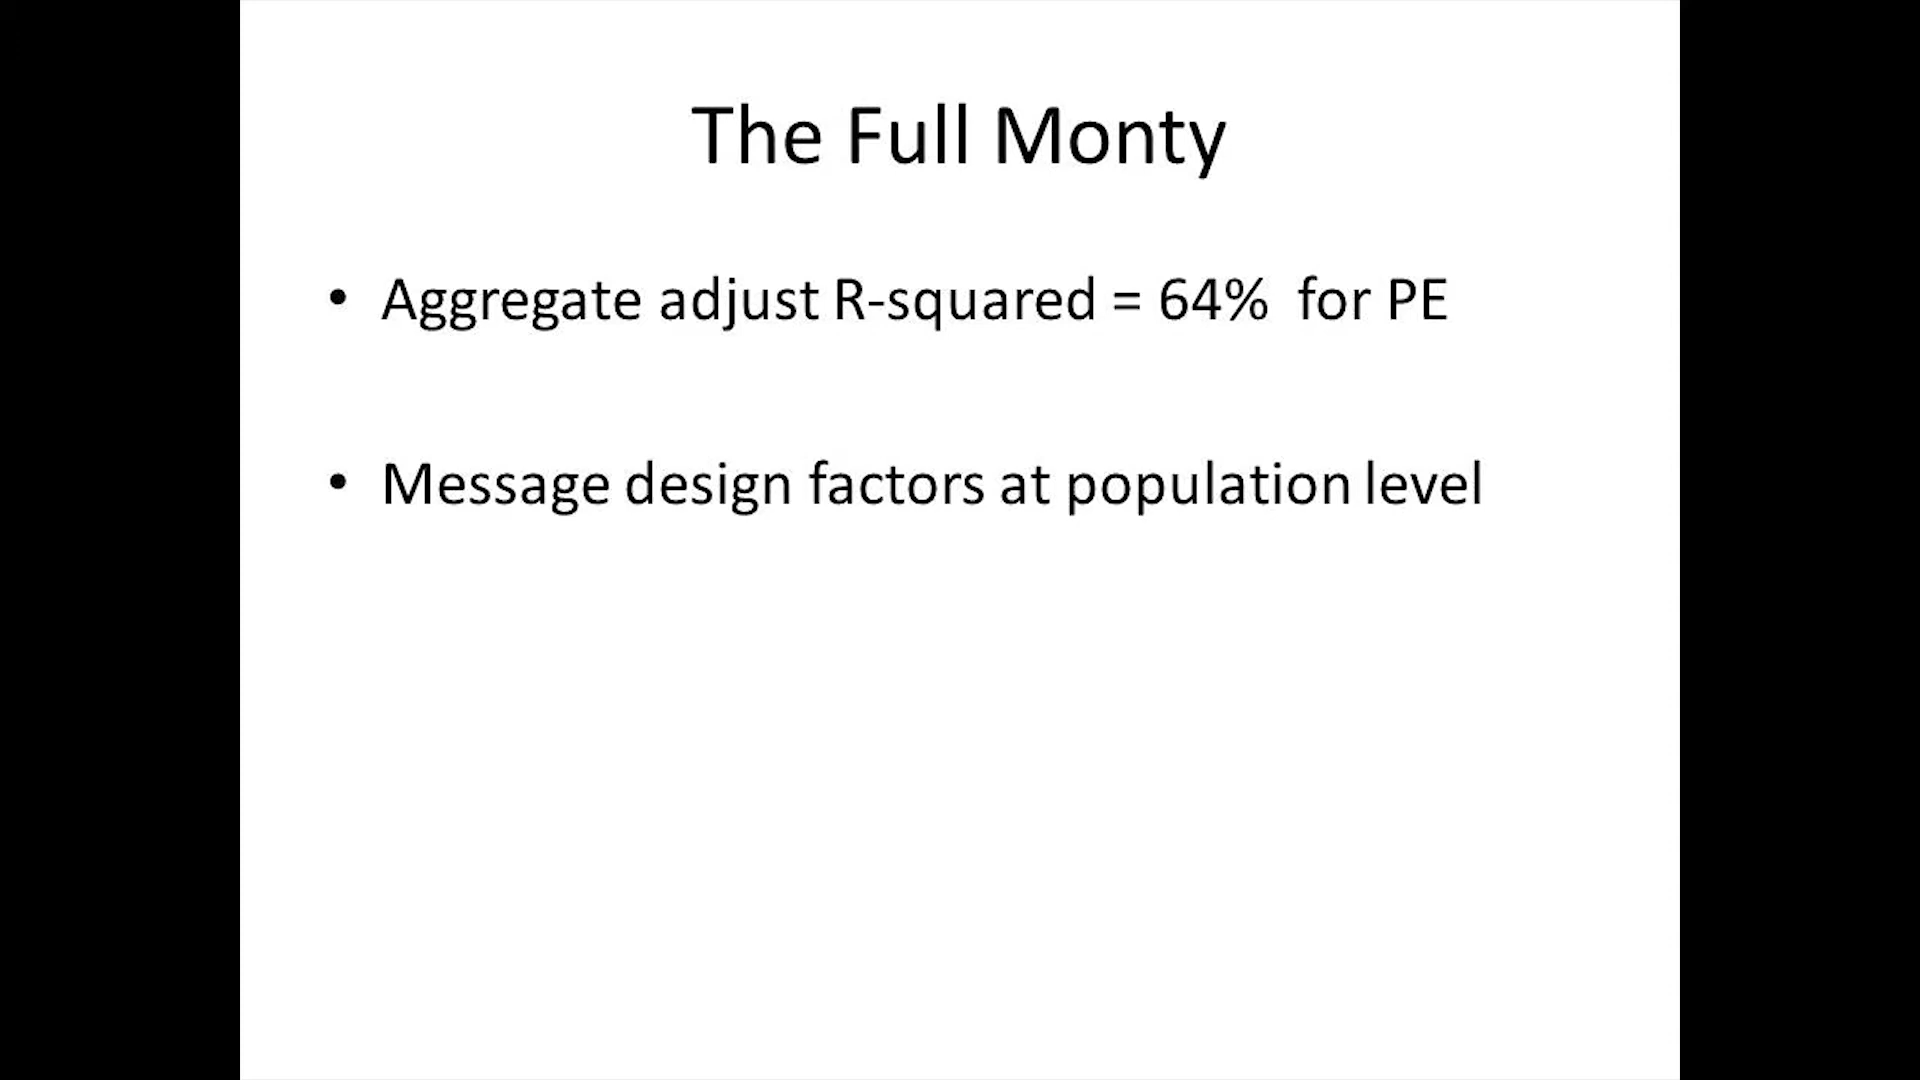 The Full Monty
• Aggregate adjust R-squared = 64% for PE
• Message design factors at population level